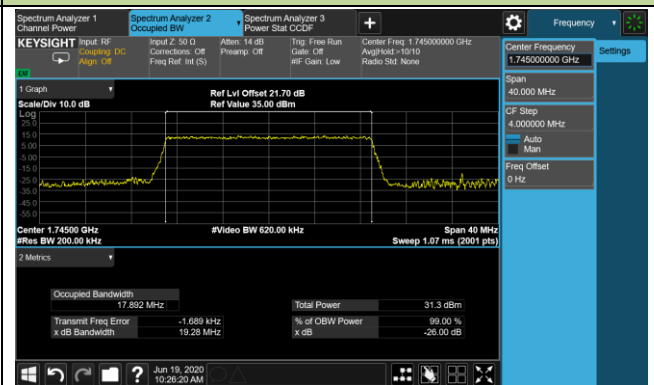 Spectrum Analyzer 1
Channel Power
Spectrum Analyzer 2
Occupied BW
Spectrum Analyzer 3
Power Stat CCDF
+
Frequency
KEYSIGHT
Input: RF
Coupling: DC
Align: Off
Input Z: 50 Ω
Corrections: Off
Freq Ref: Int (S)
Atten: 14 dB
Preamp: Off
Trig: Free Run
Gate: Off
#IF Gain: Low
Center Freq: 1.745000000 GHz
Avg|Hold:>10/10
Radio Std: None
Center Frequency
1.745000000 GHz
Settings
Span
40.000 MHz
CF Step
4.000000 MHz
Auto
Man
Freq Offset
0 Hz
1 Graph
Scale/Div 10.0 dB
Ref Lvl Offset 21.70 dB
Ref Value 35.00 dBm
Log
25.0
15.0
5.00
-5.00
-15.0
-25.0
-35.0
-45.0
-55.0
Center 1.74500 GHz
#Res BW 200.00 kHz
#Video BW 620.00 kHz
Span 40 MHz
Sweep 1.07 ms (2001 pts)
2 Metrics
Occupied Bandwidth
17.892 MHz
Total Power 31.3 dBm
Transmit Freq Error -1.689 kHz
% of OBW Power 99.00 %
x dB Bandwidth 19.28 MHz
x dB -26.00 dB
?
Jun 19, 2020
10:26:20 AM